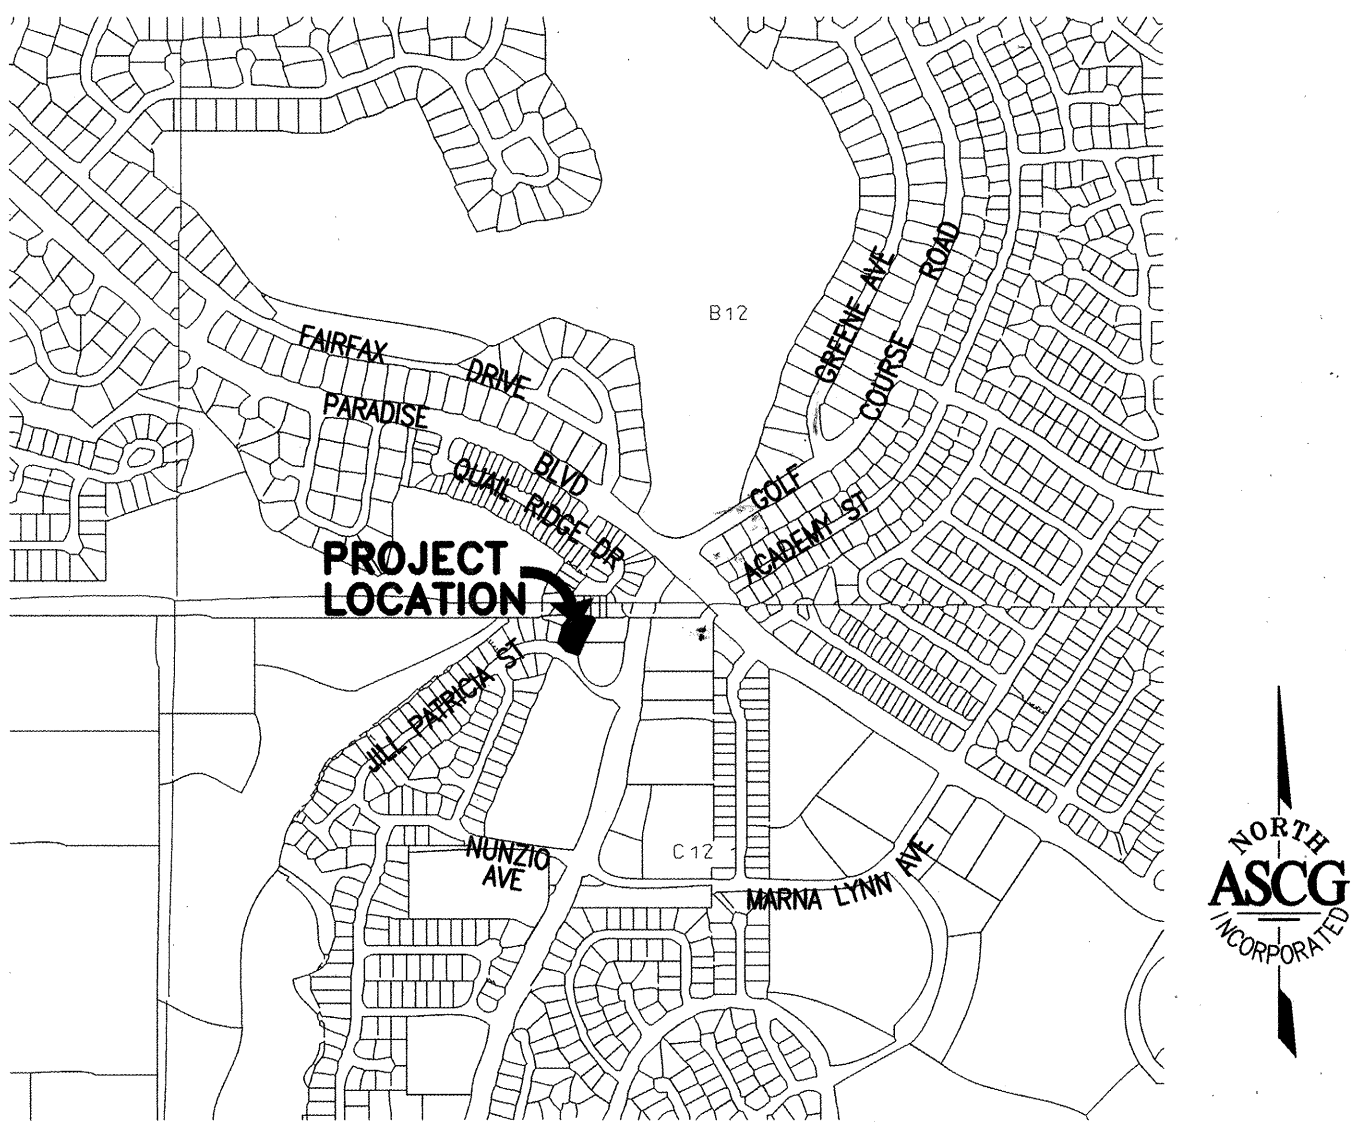 B12
GREENE AVE
COURSE ROAD
FAIRFAX DRIVE
PARADISE BLVD
QUAIL RIDGE DR
GOLF
ACADEMY ST
PROJECT
LOCATION
JILL PATRICIA ST
NUNZIO
AVE
C12
MARNA LYNN AVE
NORTH
ASCG
INCORPORATED